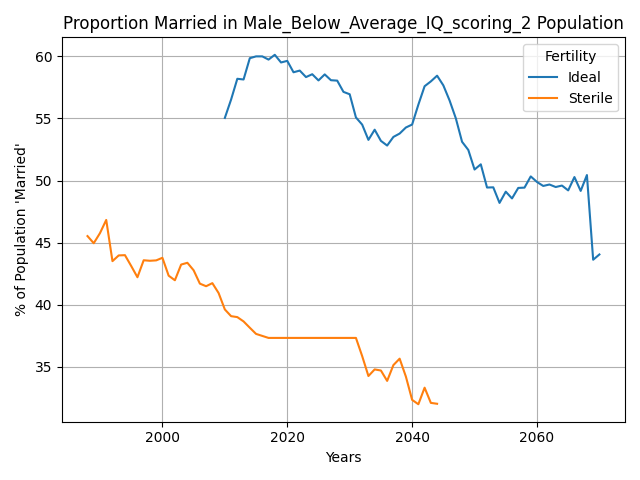 Proportion Married in Male_Below_Average_IQ_scoring_2 Population
% of Population 'Married'
60
55
50
45
40
35
Fertility
Ideal
Sterile
2000
2020
2040
2060
Years